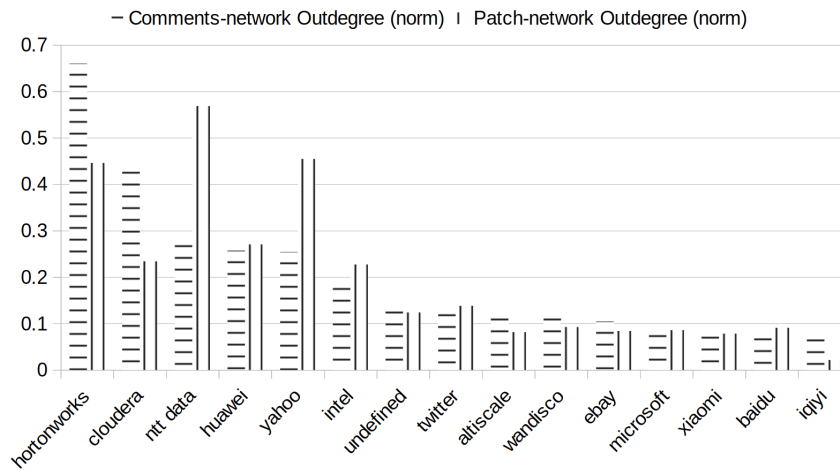 Comments-network Outdegree (norm) Patch-network Outdegree (norm)
0.7
0.6
0.5
0.4
0.3
0.2
0.1
0
hortonworks
cloudera
ntt data
huawei
yahoo
intel
undefined
twitter
altiscale
wandisco
ebay
microsoft
xiaomi
baidu
iqiyi